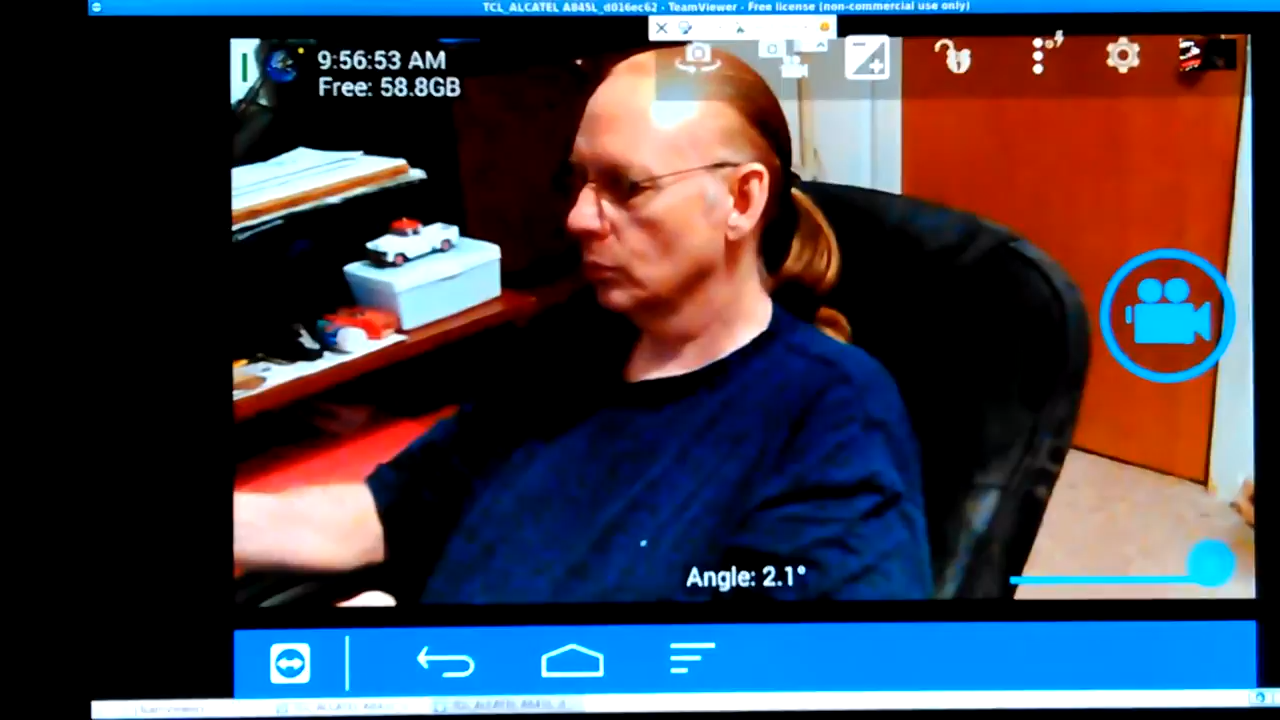 TCL_ALCATEL A845L_d016ec62 - TeamViewer - Free license (non-commercial use only)
9:56:53 AM
Free: 58.8GB
Angle: 2.1°